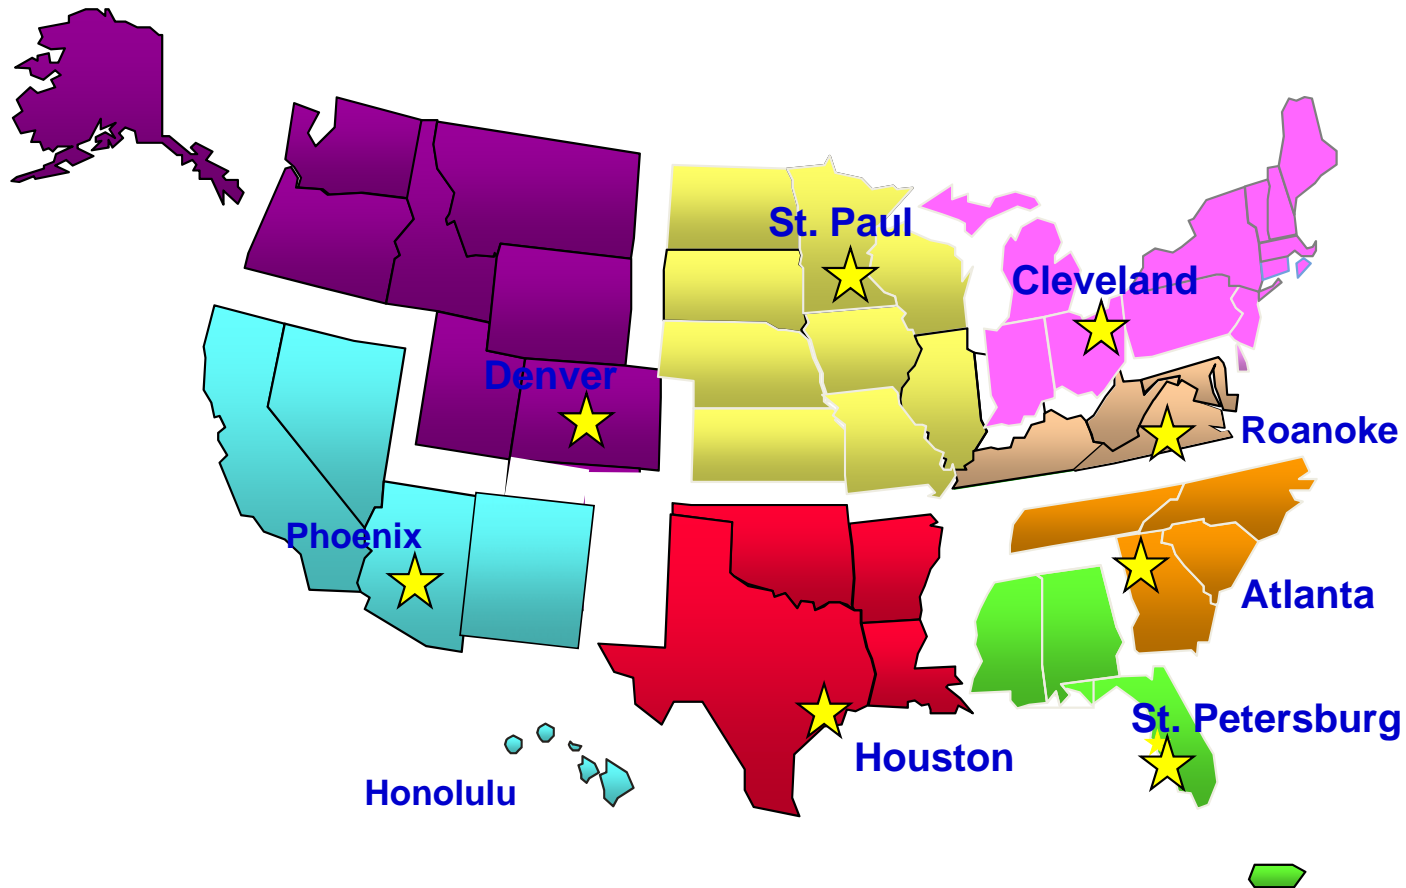 St. Paul
Cleveland
Denver
Roanoke
Phoenix
Atlanta
St. Petersburg
Houston
Honolulu